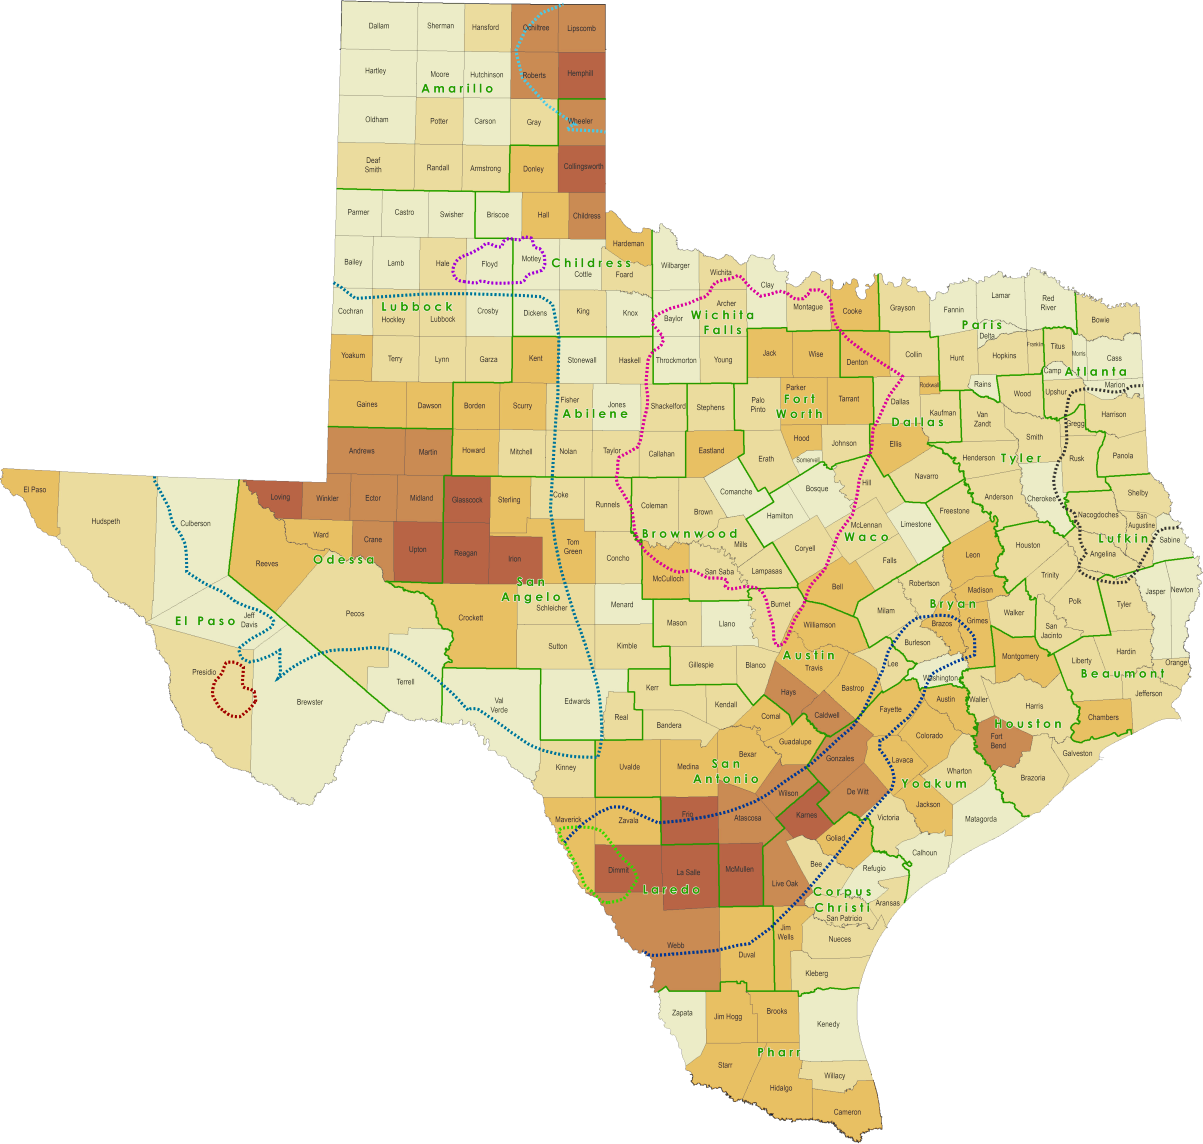 Dallam
Sherman
Hansford
Ochiltree
Lipscomb
Hartley
Moore
Hutchinson
Roberts
Hemphill
Amarillo
Oldham
Potter
Carson
Gray
Wheeler
Deaf
Smith
Randall
Armstrong
Donley
Collingsworth
Parmer
Castro
Swisher
Briscoe
Hall
Childress
Hardeman
Bailey
Lamb
Hale
Floyd
Motley
Childress
Cottle
Foard
Wilbarger
Wichita
Clay
Cochran
Hockley
Lubbock
Lubbock
Crosby
Dickens
King
Knox
Baylor
Archer
Wichita
Falls
Montague
Cooke
Grayson
Fannin
Lamar
Red
River
Bowie
Paris
Delta
Yoakum
Terry
Lynn
Garza
Kent
Stonewall
Haskell
Throckmorton
Young
Jack
Wise
Denton
Collin
Hunt
Hopkins
Franklin
Titus
Morris
Cass
Camp
Atlanta
Marion
Gaines
Dawson
Borden
Scurry
Fisher
Jones
Abilene
Shackelford
Stephens
Palo
Pinto
Parker
Fort
Worth
Tarrant
Dallas
Rockwall
Dallas
Kaufman
Rains
Van
Zandt
Wood
Upshur
Gregg
Harrison
Andrews
Martin
Howard
Mitchell
Nolan
Taylor
Callahan
Eastland
Erath
Hood
Somervell
Johnson
Ellis
Navarro
Henderson
Smith
Tyler
Rusk
Panola
El Paso
Hudspeth
Culberson
Loving
Winkler
Ector
Midland
Glasscock
Sterling
Coke
Runnels
Coleman
Brown
Comanche
Hamilton
Bosque
Hill
Limestone
Freestone
Anderson
Cherokee
Nacogdoches
Shelby
San
Augustine
Sabine
Reeves
Ward
Crane
Odessa
Upton
Reagan
Irion
Tom
Green
Concho
Brownwood
Mills
McCulloch
San Saba
Lampasas
Coryell
McLennan
Waco
Falls
Bell
Leon
Houston
Angelina
Lufkin
Trinity
Robertson
Madison
Bryan
Polk
Tyler
Jasper
Newton
El Paso
Jeff
Davis
Pecos
Crockett
San
Angelo
Schleicher
Menard
Mason
Llano
Burnet
Williamson
Milam
Burleson
Brazos
Grimes
Walker
San
Jacinto
Presidio
Brewster
Terrell
Val
Verde
Sutton
Kimble
Edwards
Real
Kerr
Gillespie
Blanco
Kendall
Bandera
Austin
Travis
Hays
Bastrop
Lee
Washington
Caldwell
Fayette
Austin
Waller
Montgomery
Liberty
Hardin
Orange
Beaumont
Jefferson
Harris
Houston
Fort
Bend
Chambers
Galveston
Brazoria
Kinney
Uvalde
Medina
Bexar
San
Antonio
Comal
Guadalupe
Gonzales
Lavaca
Colorado
Wharton
Yoakum
Jackson
Matagorda
Maverick
Zavala
Frio
Atascosa
Wilson
Karnes
De Witt
Victoria
Goliad
Calhoun
Dimmit
La Salle
McMullen
Live Oak
Bee
Refugio
Laredo
Corpus
Christi
Aransas
San Patricio
Webb
Duval
Jim
Wells
Nueces
Kleberg
Zapata
Jim Hogg
Brooks
Kenedy
Pharr
Starr
Hidalgo
Willacy
Cameron